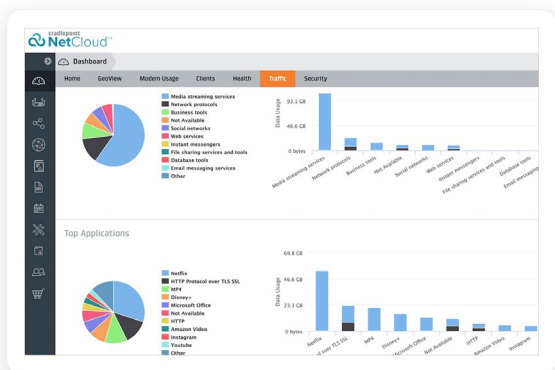 cradlepoint
NetCloud™
Dashboard
Home GeoView Modem Usage Clients Health Traffic Security
Media streaming services
Network protocols
Business tools
Not Available
Social networks
Web services
Instant messengers
File sharing services and tools
Database tools
Email messaging services
Other
Data Usage
93.1 GB
46.6 GB
0 bytes
Media streaming services
Network protocols
Business tools
Not Available
Social networks
Web services
Instant messengers
File sharing services and tools
Database tools
Email messaging
Top Applications
Netflix
HTTP Protocol over TLS SSL
MP4
Disney+
Microsoft Office
Not Available
HTTP
Amazon Video
Instagram
Youtube
Other
Data Usage
69.8 GB
46.6 GB
23.3 GB
0 bytes
Netflix
ol over TLS SSL
MP4
Disney+
Microsoft Office
Not Available
HTTP
Amazon Video
Instagram